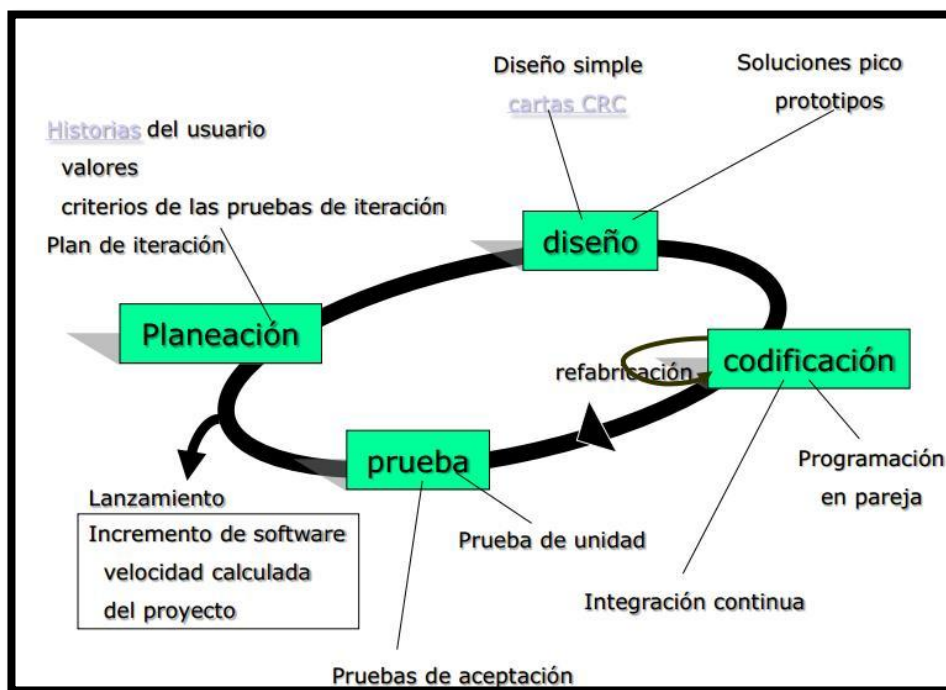 Diseño simple
cartas CRC
Soluciones pico
prototipos
Historias del usuario
valores
criterios de las pruebas de iteración
Plan de iteración
diseño
Planeación
refabricación
codificación
prueba
Programación
en pareja
Lanzamiento
Incremento de software
velocidad calculada
del proyecto
Prueba de unidad
Integración continua
Pruebas de aceptación